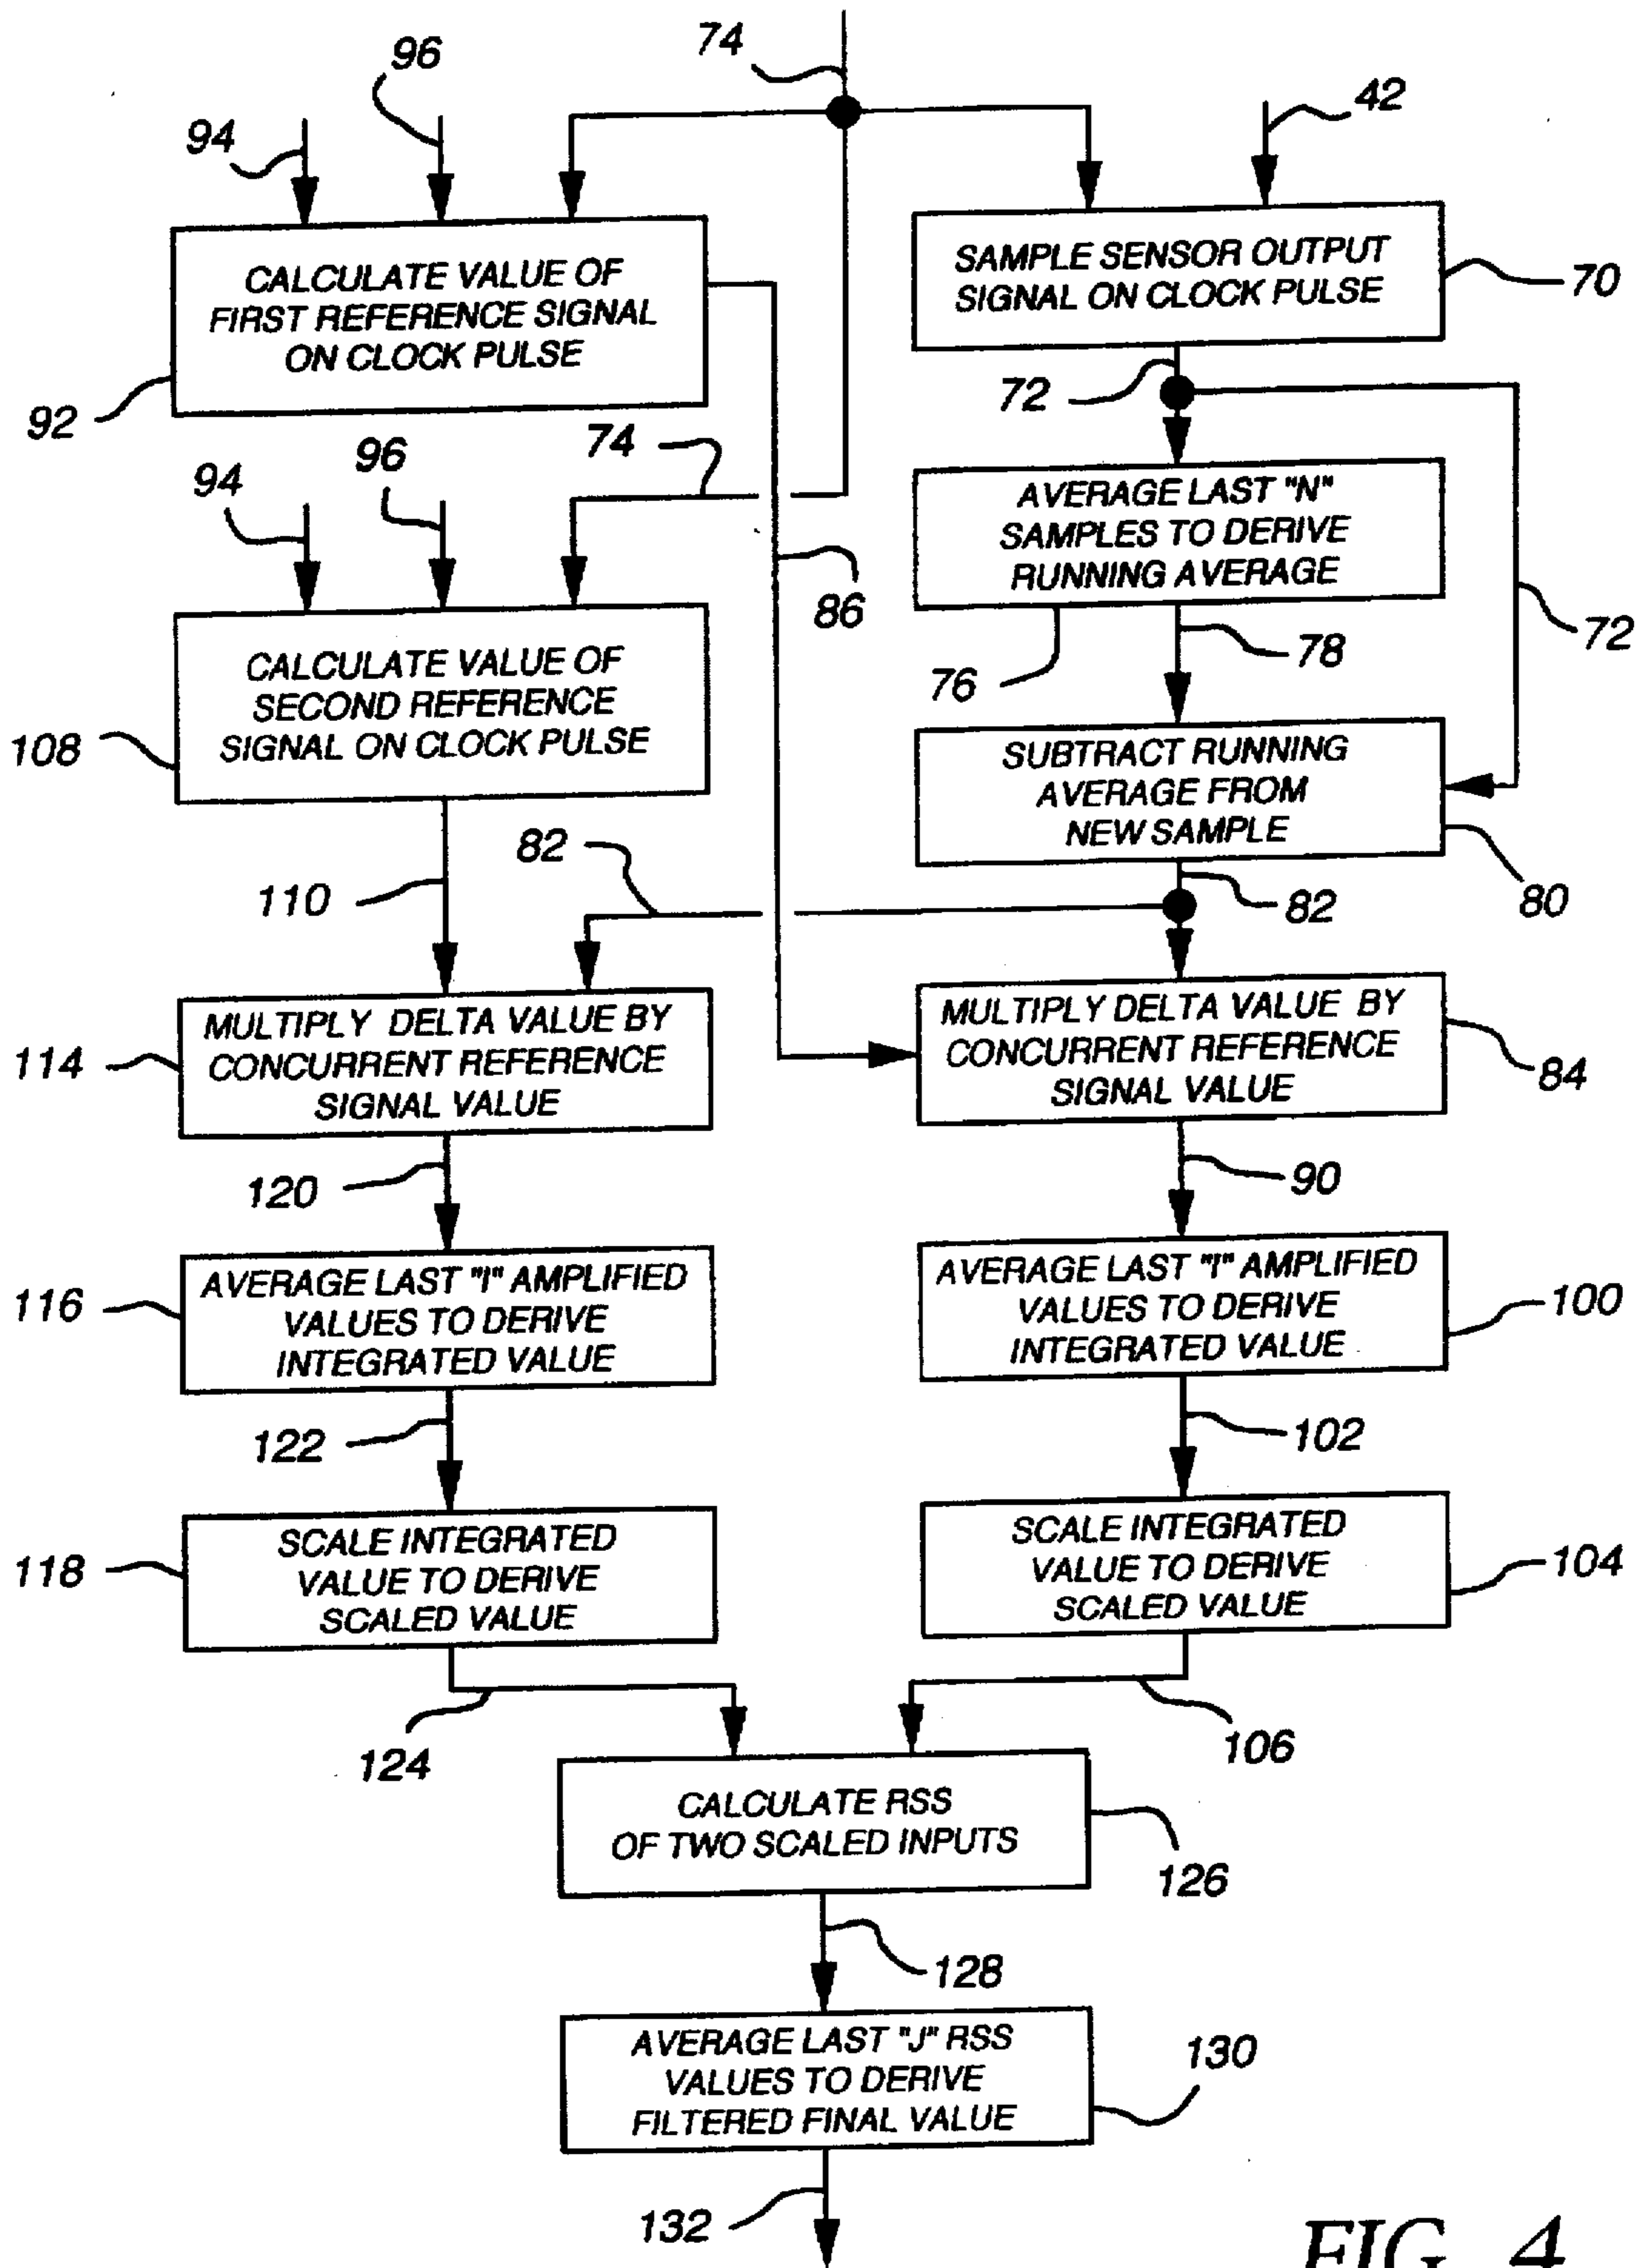 74
96
42
94
CALCULATE VALUE OF
FIRST REFERENCE SIGNAL
ON CLOCK PULSE
92
SAMPLE SENSOR OUTPUT
SIGNAL ON CLOCK PULSE
70
72
74
96
94
AVERAGE LAST "N"
SAMPLES TO DERIVE
RUNNING AVERAGE
86
72
78
76
CALCULATE VALUE OF
SECOND REFERENCE
SIGNAL ON CLOCK PULSE
108
SUBTRACT RUNNING
AVERAGE FROM
NEW SAMPLE
80
82
82
110
MULTIPLY DELTA VALUE BY
CONCURRENT REFERENCE
SIGNAL VALUE
114
MULTIPLY DELTA VALUE BY
CONCURRENT REFERENCE
SIGNAL VALUE
84
120
90
AVERAGE LAST "I" AMPLIFIED
VALUES TO DERIVE
INTEGRATED VALUE
116
AVERAGE LAST "I" AMPLIFIED
VALUES TO DERIVE
INTEGRATED VALUE
100
122
102
SCALE INTEGRATED
VALUE TO DERIVE
SCALED VALUE
118
SCALE INTEGRATED
VALUE TO DERIVE
SCALED VALUE
104
124
106
CALCULATE RSS
OF TWO SCALED INPUTS
126
128
AVERAGE LAST "J" RSS
VALUES TO DERIVE
FILTERED FINAL VALUE
130
132
FIG. 4